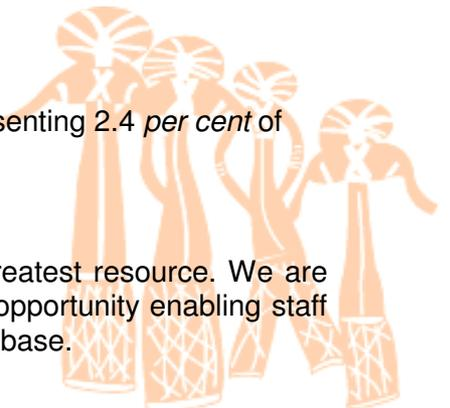 senting 2.4 per cent of
reatest resource. We are
opportunity enabling staff
base.